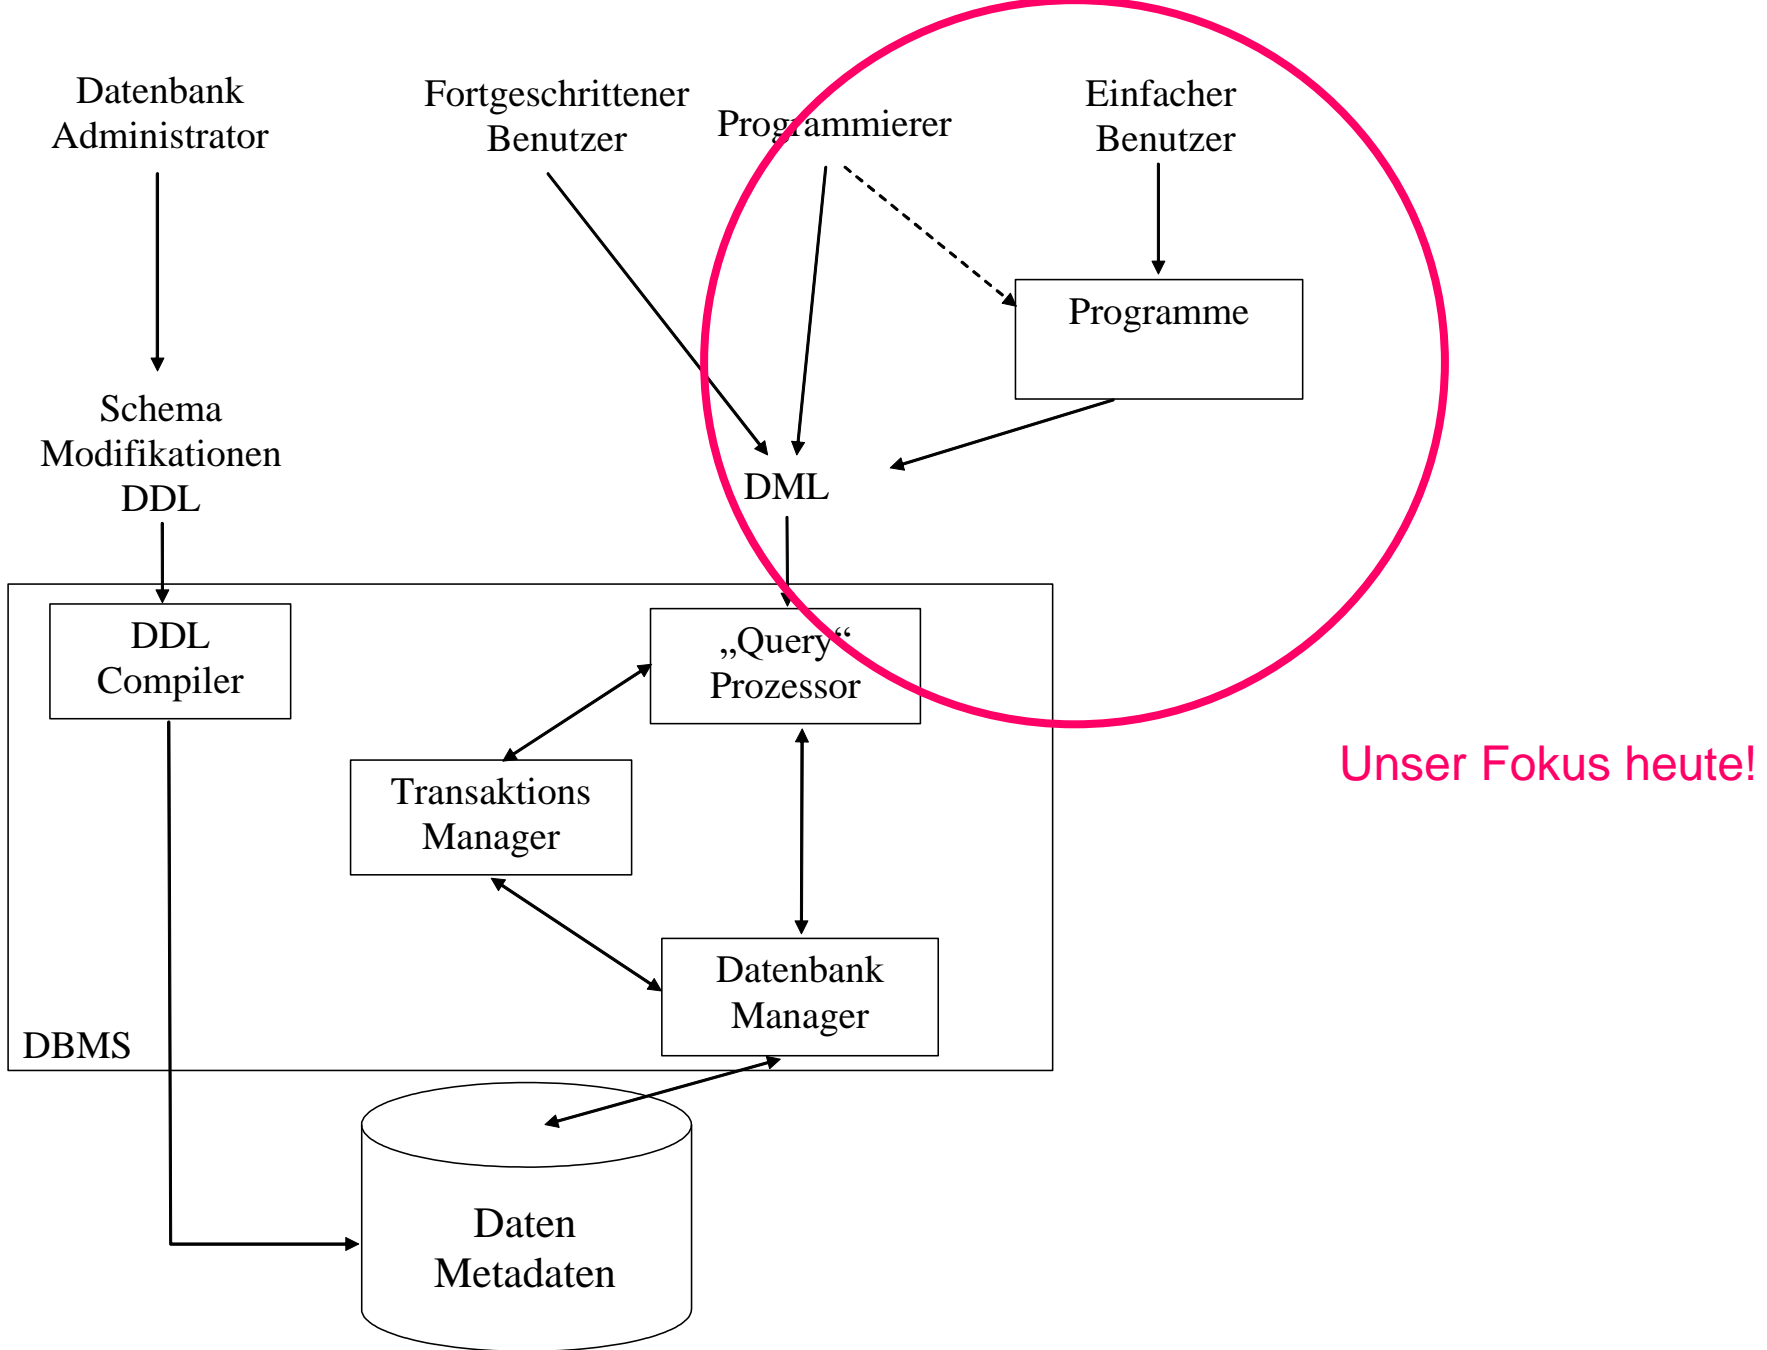 Datenbank
Administrator
Fortgeschrittener
Benutzer
Programmierer
Einfacher
Benutzer
Programme
Schema
Modifikationen
DDL
DML
DDL
Compiler
„Query“
Prozessor
Unser Fokus heute!
Transaktions
Manager
Datenbank
Manager
DBMS
Daten
Metadaten